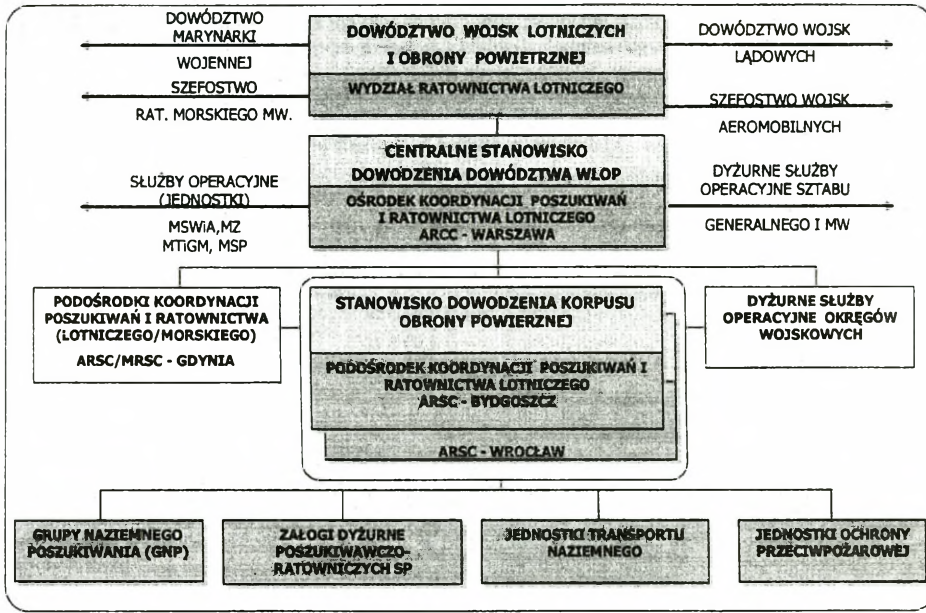 DOWÓDZTWO
MARYNARKI
WOJENNEJ
SZEFOSTWO
RAT. MORSKIEGO MW.
DOWÓDZTWO WOJSK LOTNICZYCH
I OBRONY POWIETRZNEJ
WYDZIAŁ RATOWNICTWA LOTNICZEGO
DOWÓDZTWO WOJSK
LĄDOWYCH
SZEFOSTWO WOJSK
AEROMOBILNYCH
SŁUŻBY OPERACYJNE
(JEDNOSTKI)
MSWiA,MZ
MTiGM, MSP
CENTRALNE STANOWISKO
DOWODZENIA DOWÓDZTWA WLOP
OŚRODEK KOORDYNACJI POSZUKIWAŃ
I RATOWNICTWA LOTNICZEGO
ARCC - WARSZAWA
DYŻURNE SŁUŻBY
OPERACYJNE SZTABU
GENERALNEGO I MW
PODOŚRODKI KOORDYNACJI
POSZUKIWAŃ I RATOWNICTWA
(LOTNICZEGO/MORSKIEGO)
ARSC/MRSC - GDYNIA
STANOWISKO DOWODZENIA KORPUSU
OBRONY POWIERZNEJ
PODOŚRODEK KOORDYNACJI POSZUKIWAŃ I
RATOWNICTWA LOTNICZEGO
ARSC - BYDGOSZCZ
ARSC - WROCŁAW
DYŻURNE SŁUŻBY
OPERACYJNE OKRĘGÓW
WOJSKOWYCH
GRUPY NAZIEMNEGO
POSZUKIWANIA (GNP)
ZAŁOGI DYŻURNE
POSZUKIWAWCZO-
RATOWNICZYCH SP
JEDNOSTKI TRANSPORTU
NAZIEMNEGO
JEDNOSTKI OCHRONY
PRZECIWPOŻAROWEJ